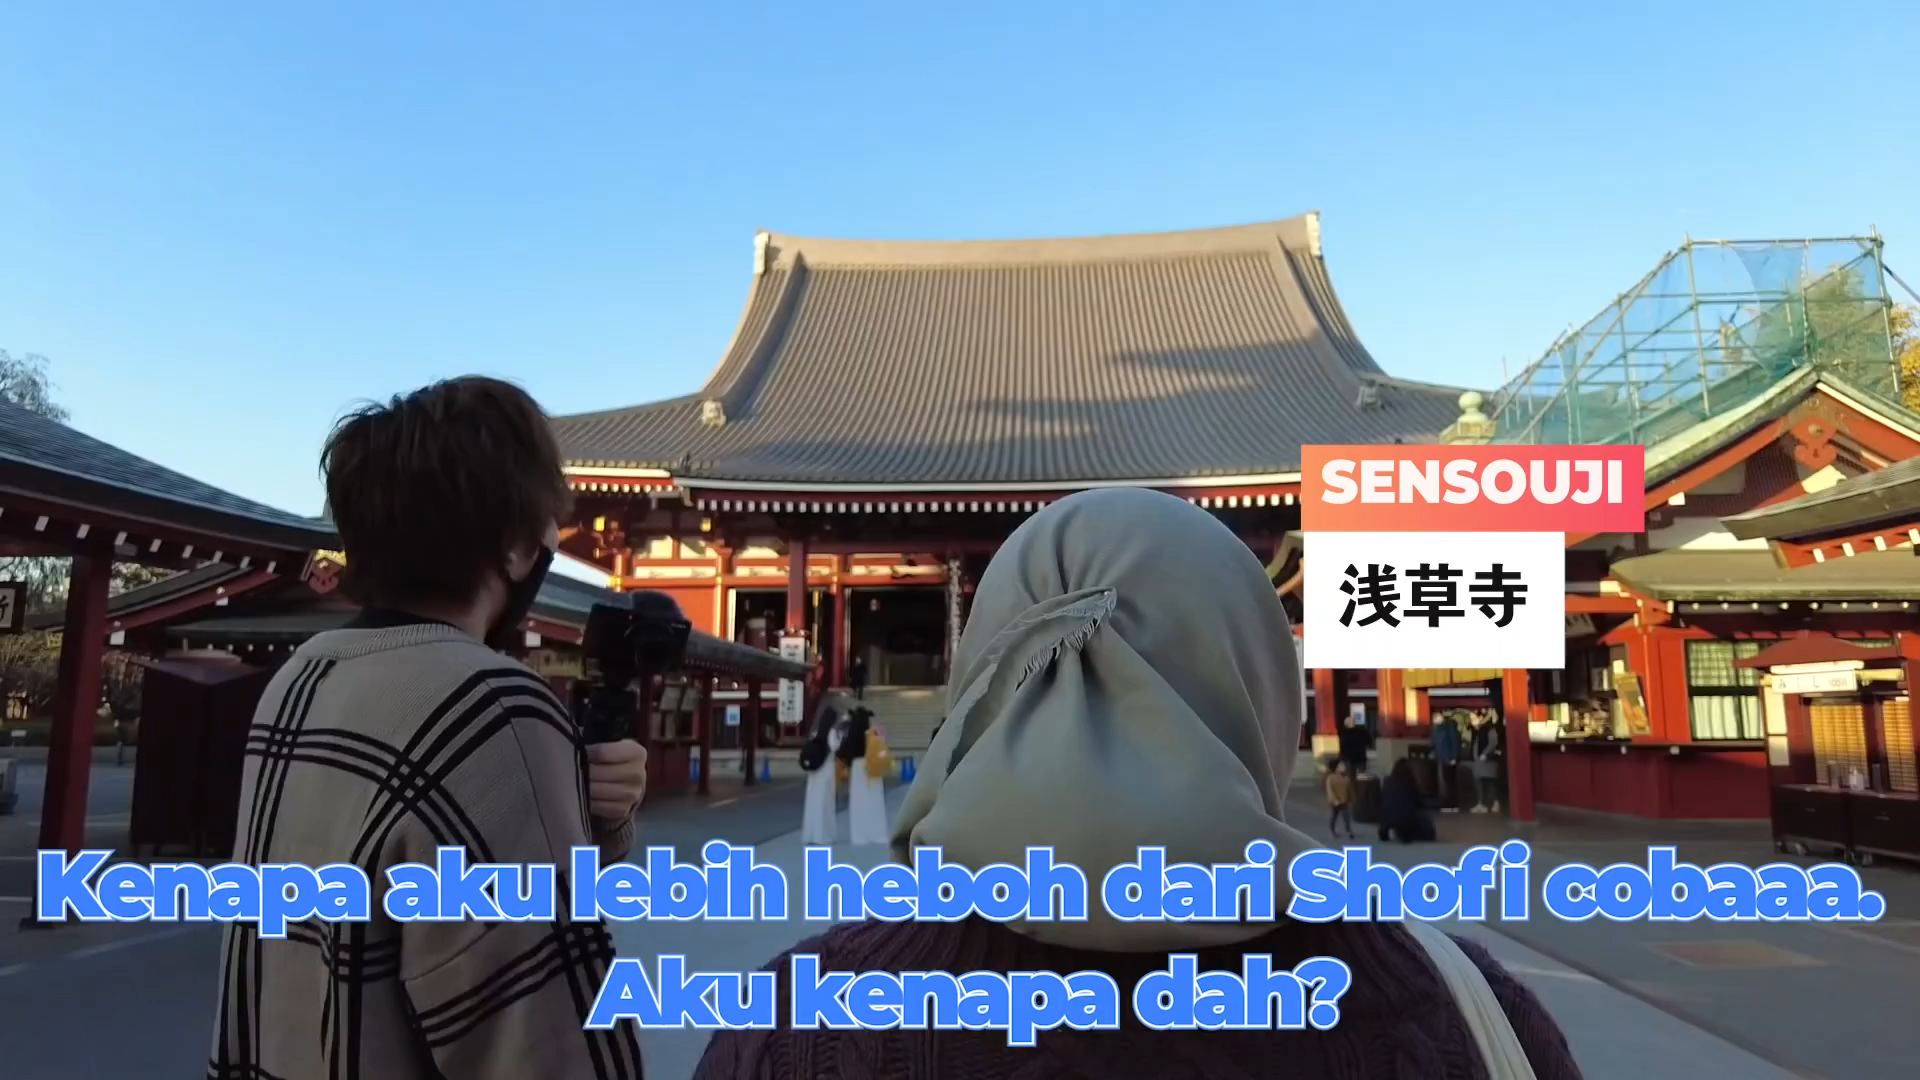 SENSOUJI
浅草寺
Kenapa aku lebih heboh dari Shofi cobaaa.
Aku kenapa dah?